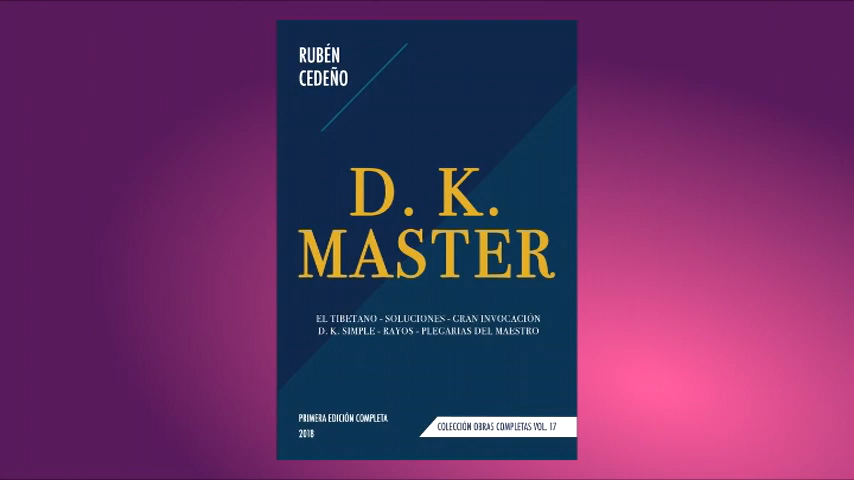 RUBÉN
CEDEÑO
D. K.
MASTER
EL TIBETANO - SOLUCIONES - GRAN INVOCACIÓN
D. K. SIMPLE - RAYOS - PLEGARIAS DEL MAESTRO
PRIMERA EDICIÓN COMPLETA
2018
COLECCIÓN OBRAS COMPLETAS VOL. 17